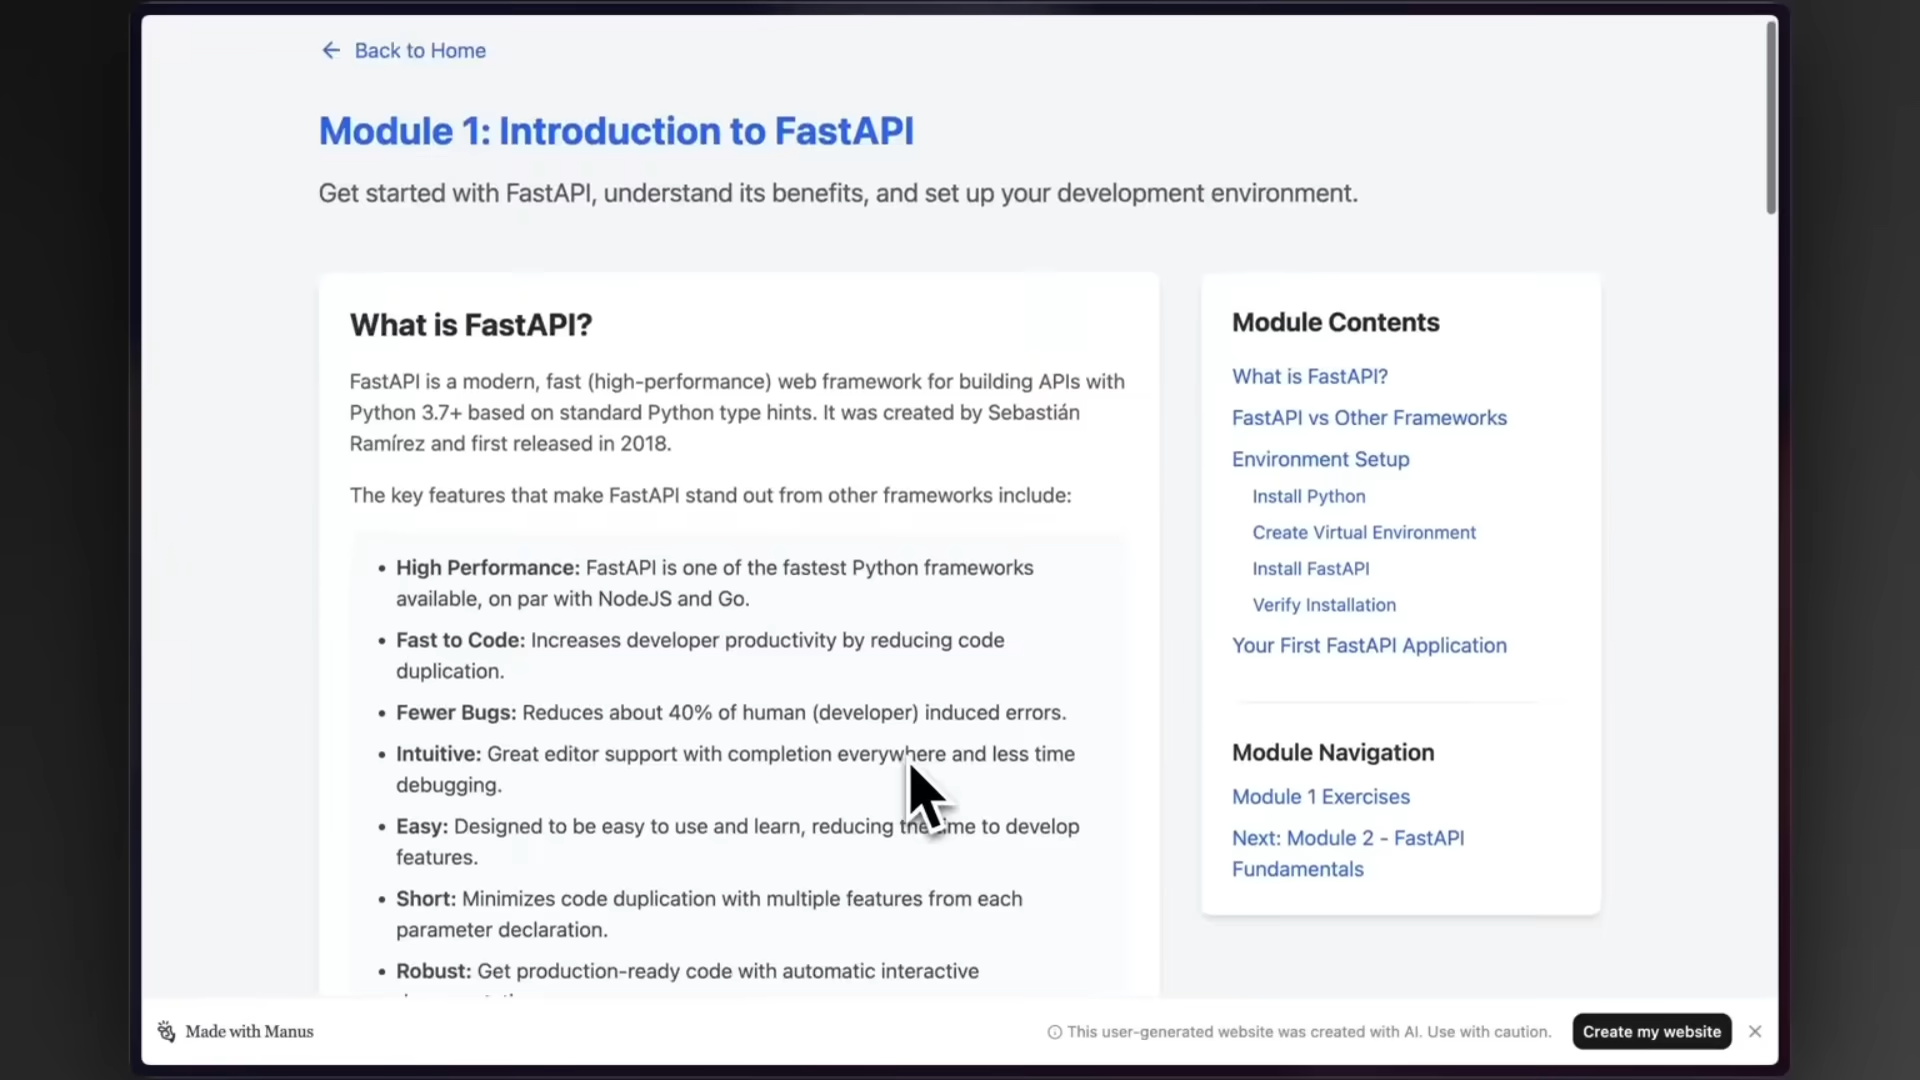 Back to Home
Module 1: Introduction to FastAPI
Get started with FastAPI, understand its benefits, and set up your development environment.
What is FastAPI?
FastAPI is a modern, fast (high-performance) web framework for building APIs with
Python 3.7+ based on standard Python type hints. It was created by Sebastián
Ramírez and first released in 2018.
The key features that make FastAPI stand out from other frameworks include:
• High Performance: FastAPI is one of the fastest Python frameworks
available, on par with NodeJS and Go.
• Fast to Code: Increases developer productivity by reducing code
duplication.
• Fewer Bugs: Reduces about 40% of human (developer) induced errors.
• Intuitive: Great editor support with completion everywhere and less time
debugging.
• Easy: Designed to be easy to use and learn, reducing the time to develop
features.
• Short: Minimizes code duplication with multiple features from each
parameter declaration.
• Robust: Get production-ready code with automatic interactive
Module Contents
What is FastAPI?
FastAPI vs Other Frameworks
Environment Setup
Install Python
Create Virtual Environment
Install FastAPI
Verify Installation
Your First FastAPI Application
Module Navigation
Module 1 Exercises
Next: Module 2 - FastAPI
Fundamentals
Made with Manus
This user-generated website was created with AI. Use with caution.
Create my website